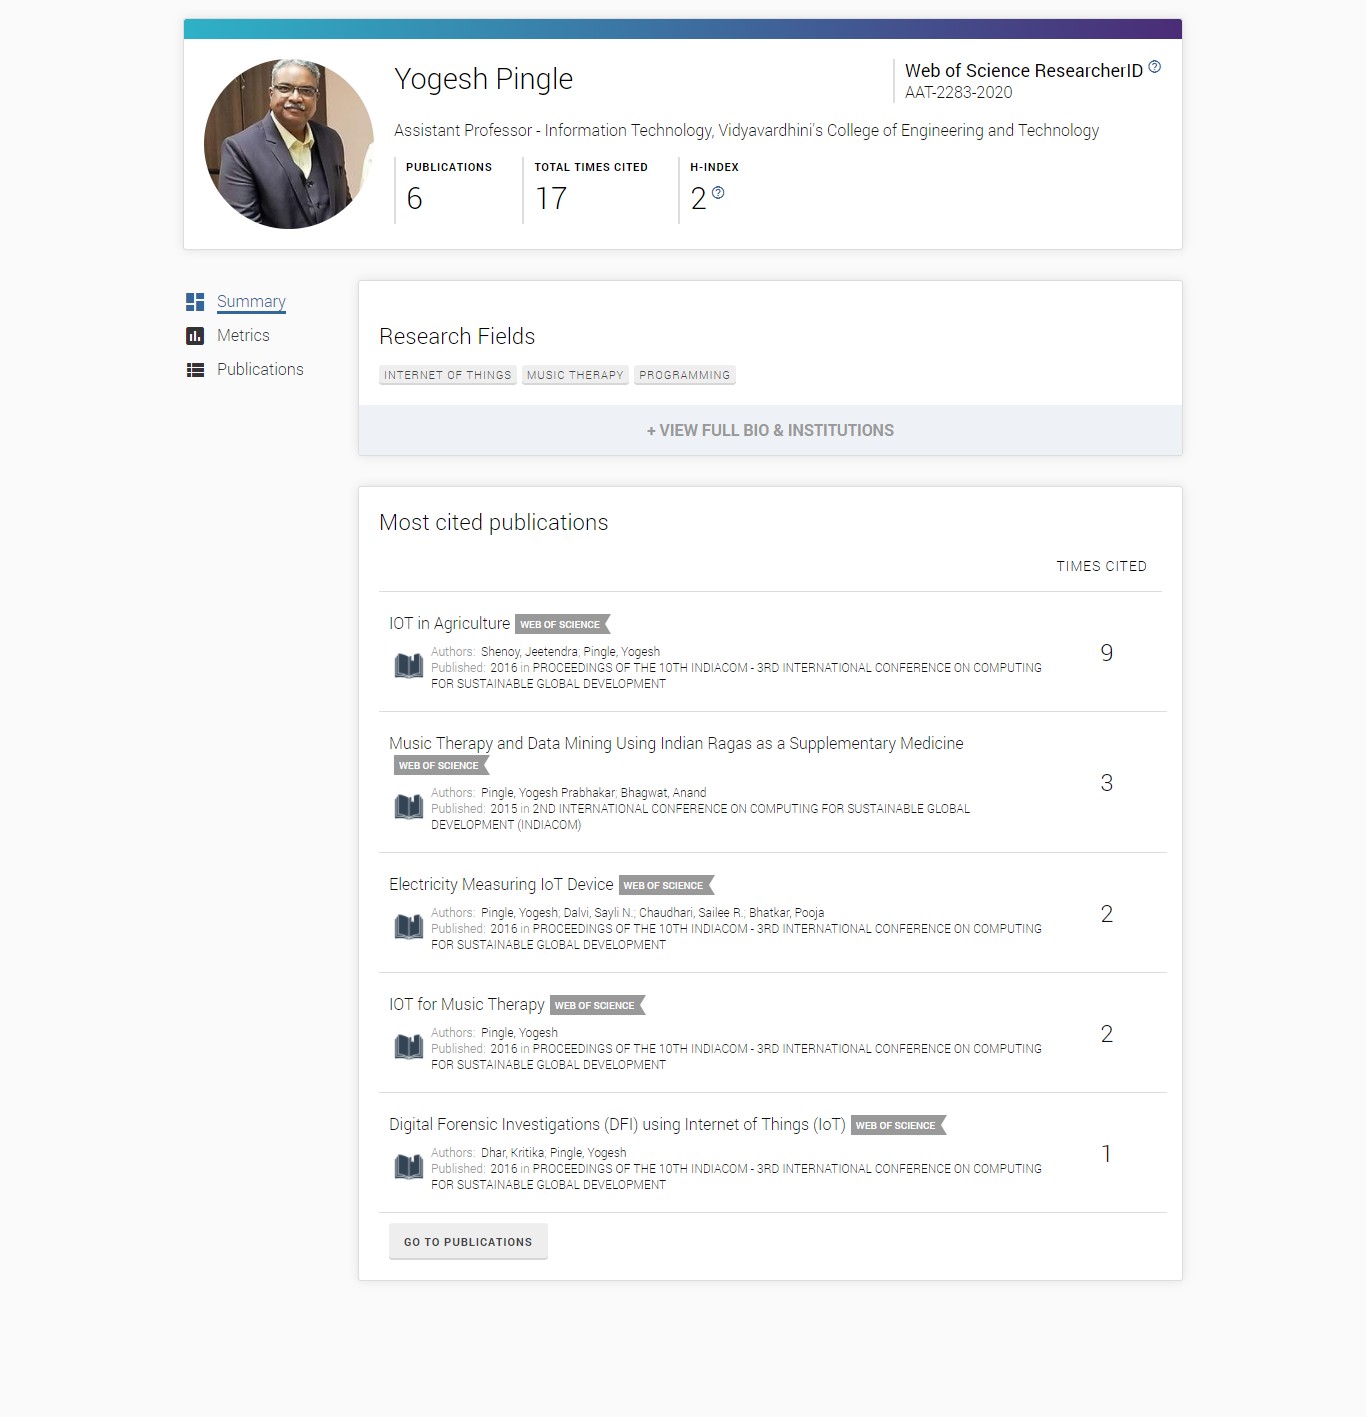 Yogesh Pingle
Web of Science ResearcherID ?
AAT-2283-2020
Assistant Professor - Information Technology, Vidyavardhini's College of Engineering and Technology
PUBLICATIONS TOTAL TIMES CITED H-INDEX
6 17 2 ?
Summary
Metrics
Publications
Research Fields
INTERNET OF THINGS MUSIC THERAPY PROGRAMMING
+ VIEW FULL BIO & INSTITUTIONS
Most cited publications
TIMES CITED
IOT in Agriculture WEB OF SCIENCE
Authors: Shenoy, Jeetendra; Pingle, Yogesh
Published: 2016 in PROCEEDINGS OF THE 10TH INDIACOM - 3RD INTERNATIONAL CONFERENCE ON COMPUTING
FOR SUSTAINABLE GLOBAL DEVELOPMENT
9
Music Therapy and Data Mining Using Indian Ragas as a Supplementary Medicine
WEB OF SCIENCE
Authors: Pingle, Yogesh Prabhakar; Bhagwat, Anand
Published: 2015 in 2ND INTERNATIONAL CONFERENCE ON COMPUTING FOR SUSTAINABLE GLOBAL
DEVELOPMENT (INDIACOM)
3
Electricity Measuring IoT Device WEB OF SCIENCE
Authors: Pingle, Yogesh; Dalvi, Sayli N.; Chaudhari, Sailee R.; Bhatkar, Pooja
Published: 2016 in PROCEEDINGS OF THE 10TH INDIACOM - 3RD INTERNATIONAL CONFERENCE ON COMPUTING
FOR SUSTAINABLE GLOBAL DEVELOPMENT
2
IOT for Music Therapy WEB OF SCIENCE
Authors: Pingle, Yogesh
Published: 2016 in PROCEEDINGS OF THE 10TH INDIACOM - 3RD INTERNATIONAL CONFERENCE ON COMPUTING
FOR SUSTAINABLE GLOBAL DEVELOPMENT
2
Digital Forensic Investigations (DFI) using Internet of Things (IoT) WEB OF SCIENCE
Authors: Dhar, Kritika; Pingle, Yogesh
Published: 2016 in PROCEEDINGS OF THE 10TH INDIACOM - 3RD INTERNATIONAL CONFERENCE ON COMPUTING
FOR SUSTAINABLE GLOBAL DEVELOPMENT
1
GO TO PUBLICATIONS